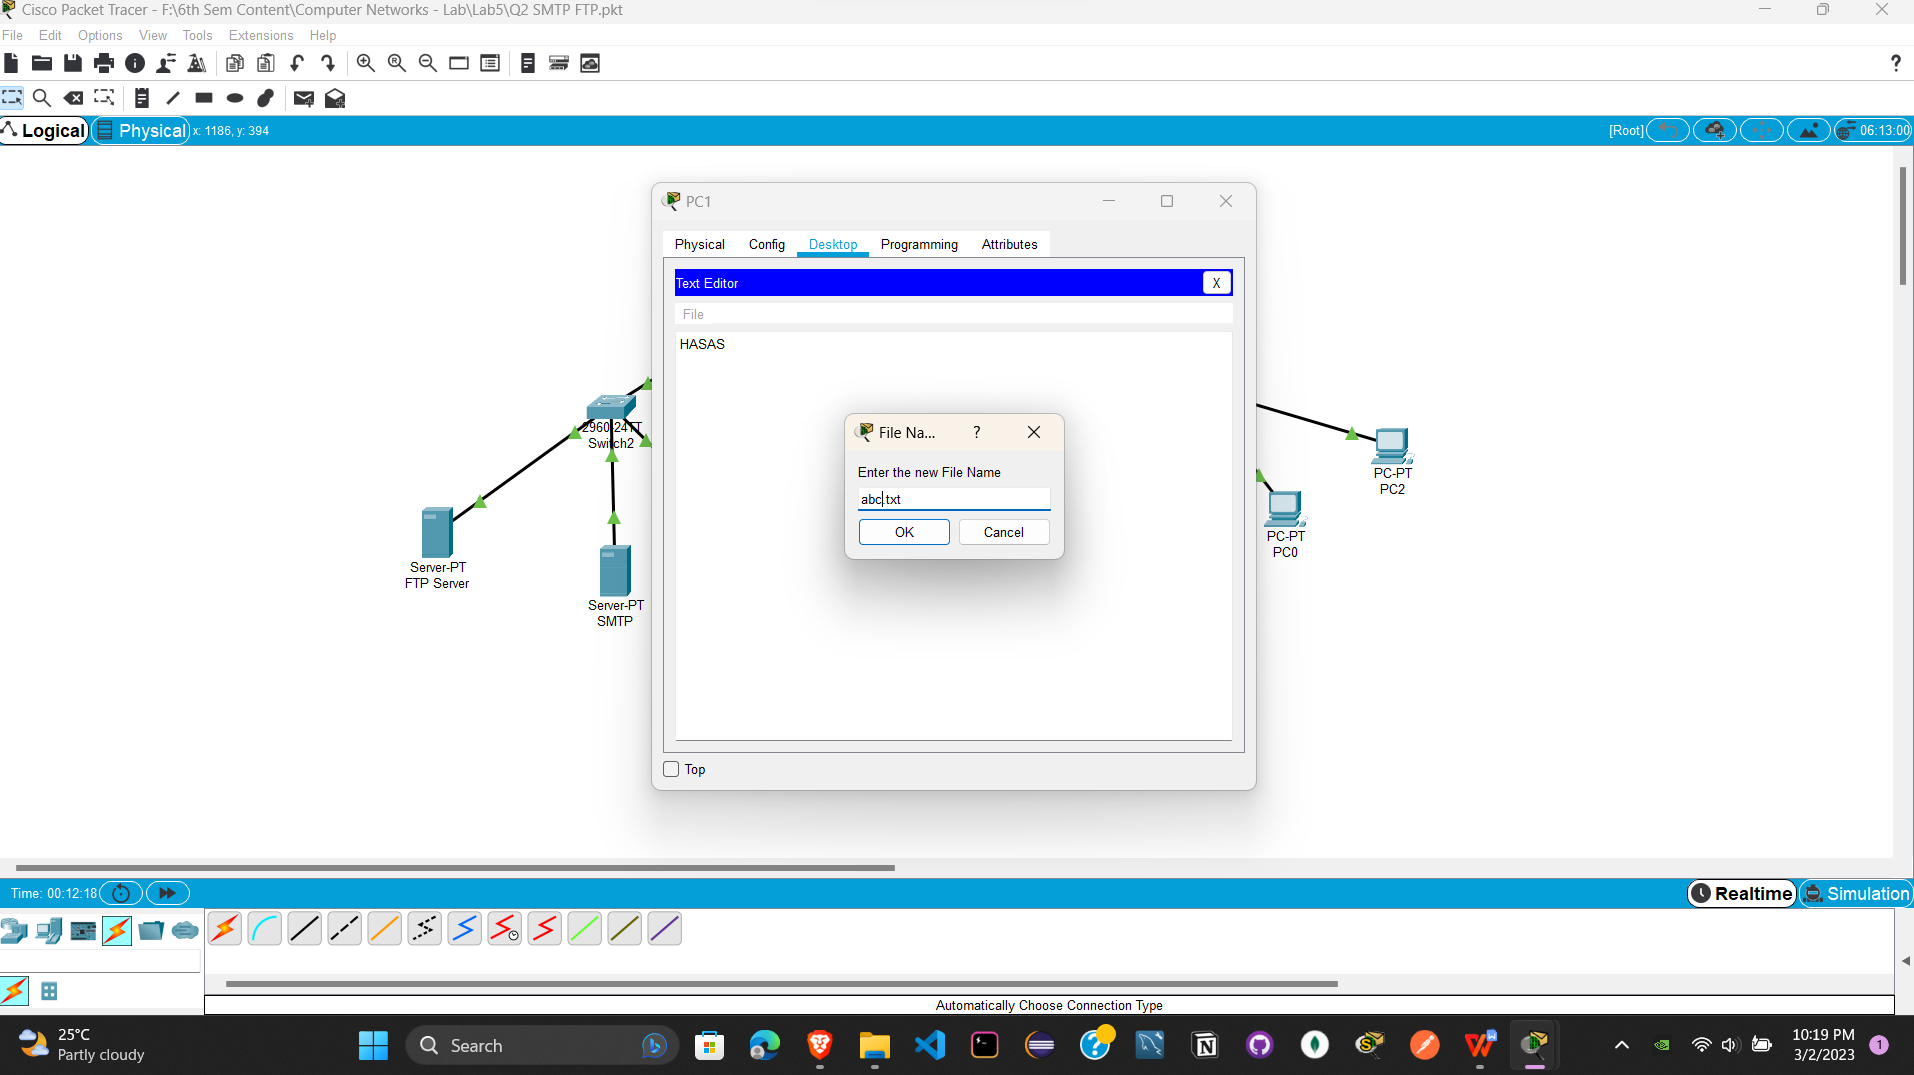 Cisco Packet Tracer - F:\6th Sem Content\Computer Networks - Lab\Lab5\Q2 SMTP FTP.pkt
File Edit Options View Tools Extensions Help
Logical Physical x: 1186, y: 394 [Root] 06:13:00
PC1
Physical Config Desktop Programming Attributes
Text Editor X
File
HASAS
2960-24TT
Switch2
File Na... ?
Enter the new File Name
abc.txt
OK Cancel
PC-PT
PC2
PC-PT
PC0
Server-PT
FTP Server
Server-PT
SMTP
Top
Time: 00:12:18 Realtime Simulation
Automatically Choose Connection Type
25°C
Partly cloudy
Search
10:19 PM
3/2/2023
1